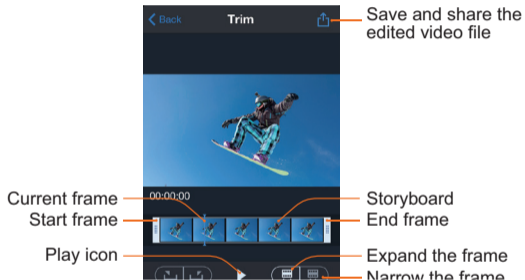 Back
Trim
Save and share the
edited video file
00:00:00
Current frame
Storyboard
Start frame
End frame
Play icon
Expand the frame
Narrow the frame